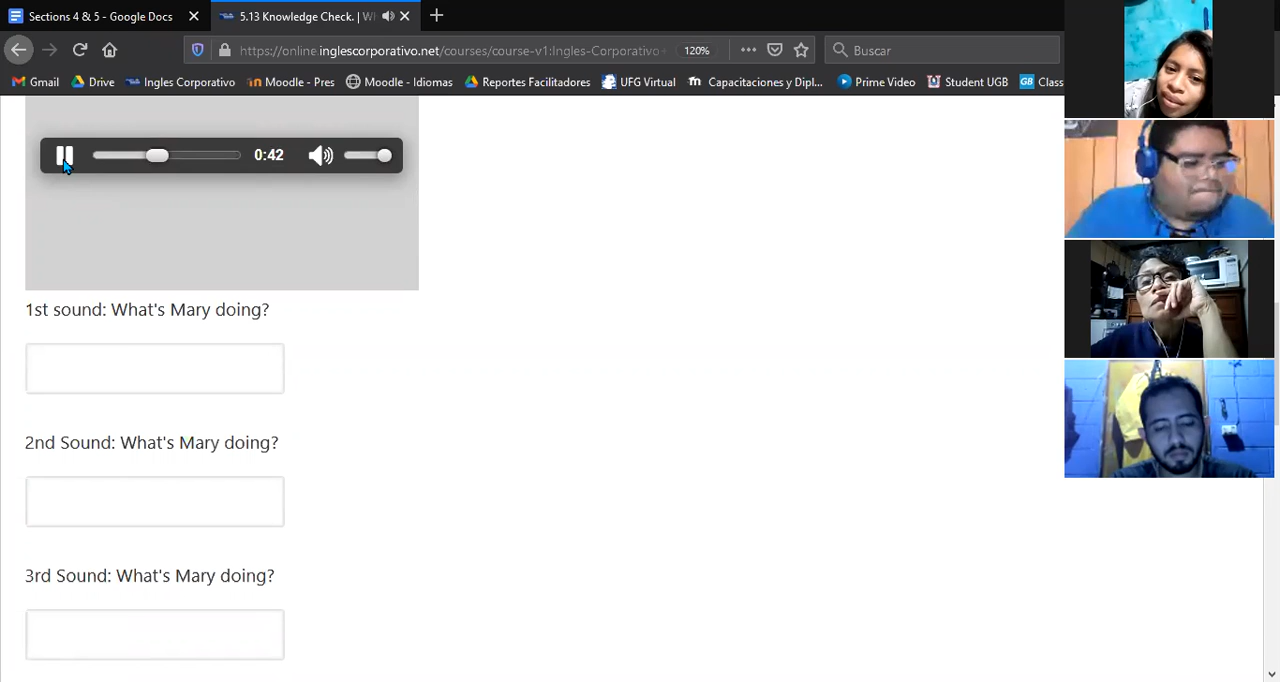 Sections 4 & 5 - Google Docs
5.13 Knowledge Check. | W
https://online.inglescorporativo.net/courses/course-v1:Ingles-Corporativo
120%
Buscar
Gmail
Drive
Ingles Corporativo
Moodle - Pres
Moodle - Idiomas
Reportes Facilitadores
UFG Virtual
Capacitaciones y Dipl...
Prime Video
Student UGB
GB Class
0:42
1st sound: What's Mary doing?
2nd Sound: What's Mary doing?
3rd Sound: What's Mary doing?